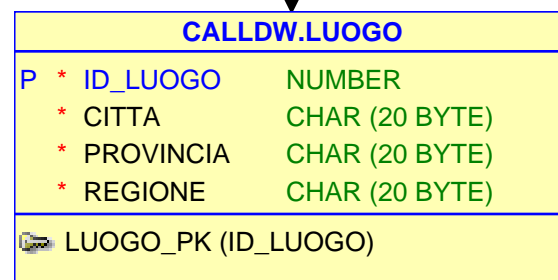 CALLDW.LUOGO
P * ID_LUOGO NUMBER
* CITTA CHAR (20 BYTE)
* PROVINCIA CHAR (20 BYTE)
* REGIONE CHAR (20 BYTE)
LUOGO_PK (ID_LUOGO)